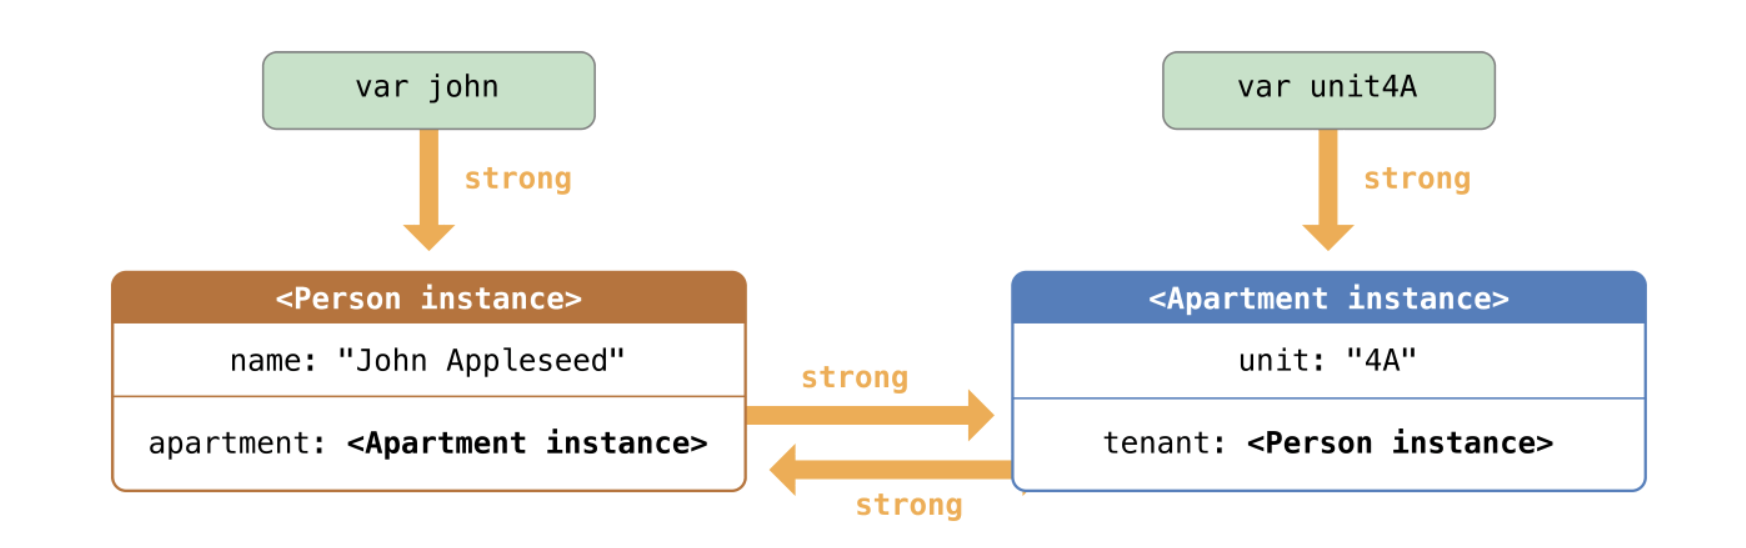 var john
var unit4A
strong
strong
<Person instance>
<Apartment instance>
name: "John Appleseed"
unit: "4A"
strong
apartment: <Apartment instance>
tenant: <Person instance>
strong